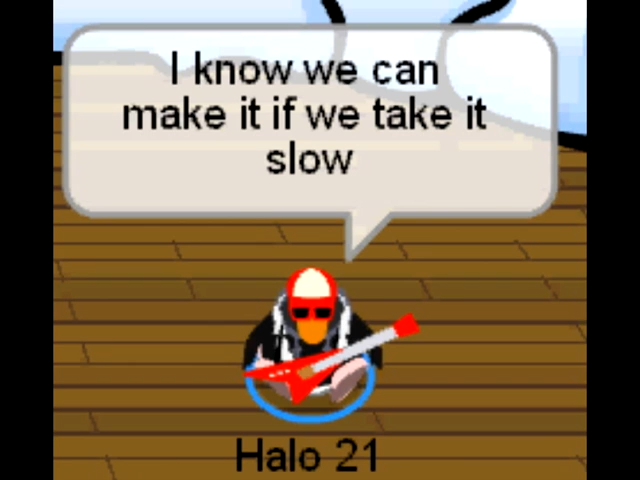 I know we can
make it if we take it
slow
Halo 21